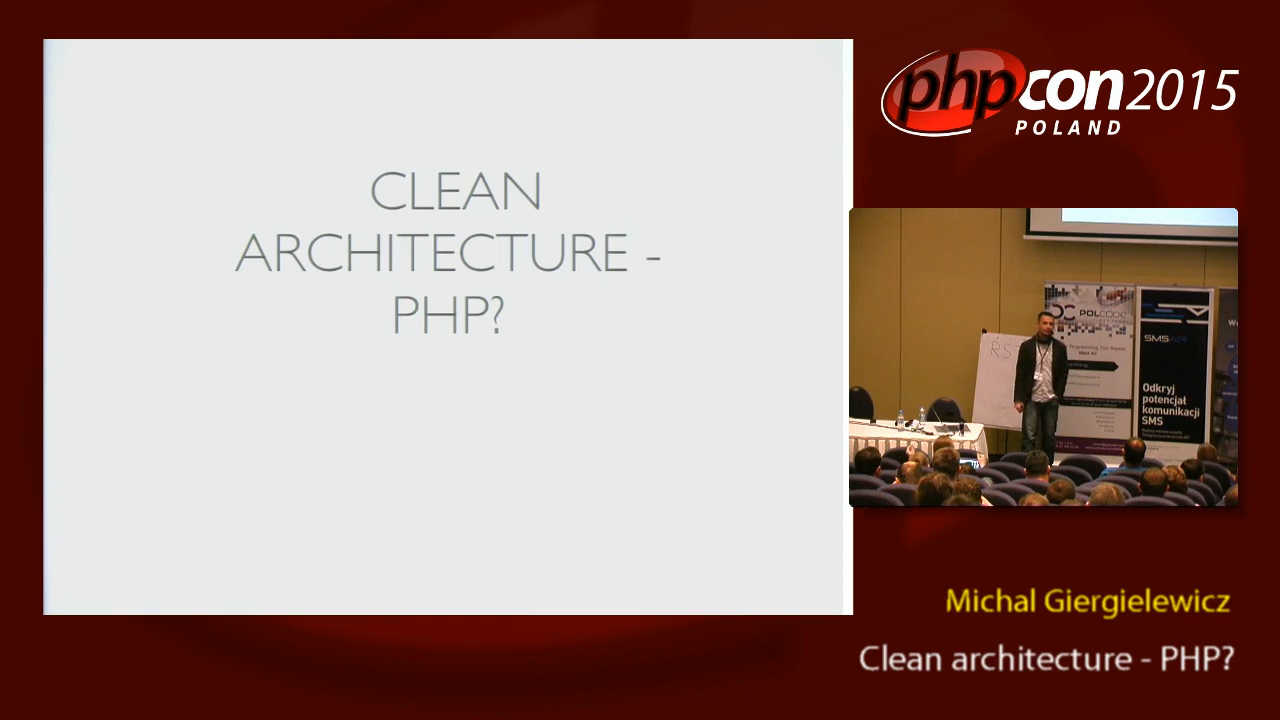 CLEAN
ARCHITECTURE -
PHP?
phpcon2015
POLAND
POLCODE
SMSAPI
Odkryj
potencjał
komunikacji
SMS
Michal Giergielewicz
Clean architecture - PHP?